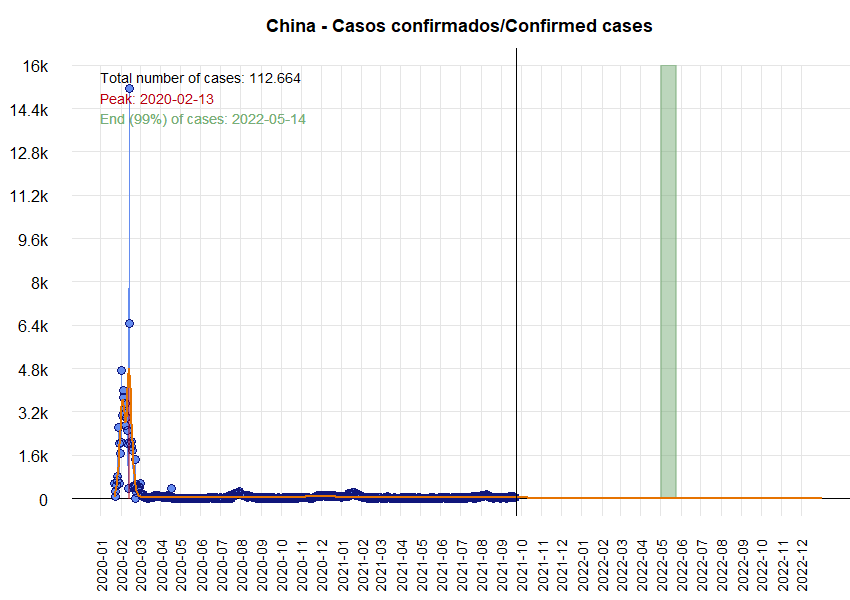 China - Casos confirmados/Confirmed cases
Total number of cases: 112.664
Peak: 2020-02-13
End (99%) of cases: 2022-05-14
16k
14.4k
12.8k
11.2k
9.6k
8k
6.4k
4.8k
3.2k
1.6k
0
2020-01
2020-02
2020-03
2020-04
2020-05
2020-06
2020-07
2020-08
2020-09
2020-10
2020-11
2020-12
2021-01
2021-02
2021-03
2021-04
2021-05
2021-06
2021-07
2021-08
2021-09
2021-10
2021-11
2021-12
2022-01
2022-02
2022-03
2022-04
2022-05
2022-06
2022-07
2022-08
2022-09
2022-10
2022-11
2022-12